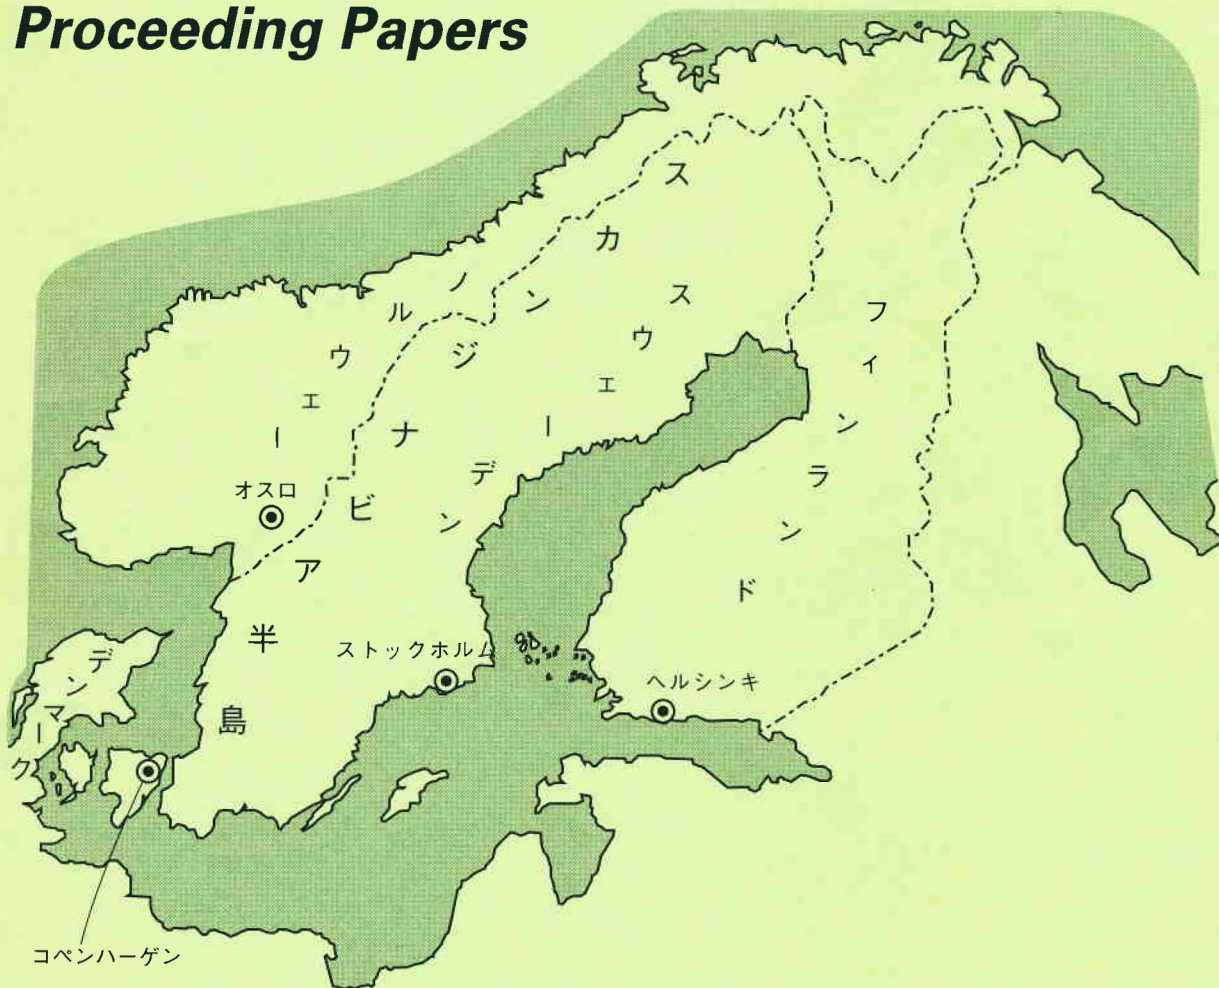 Proceeding Papers
スカンジナビア半島
ノルウェー
スウェーデン
フィンランド
オスロ
ストックホルム
ヘルシンキ
デンマーク
コペンハーゲン